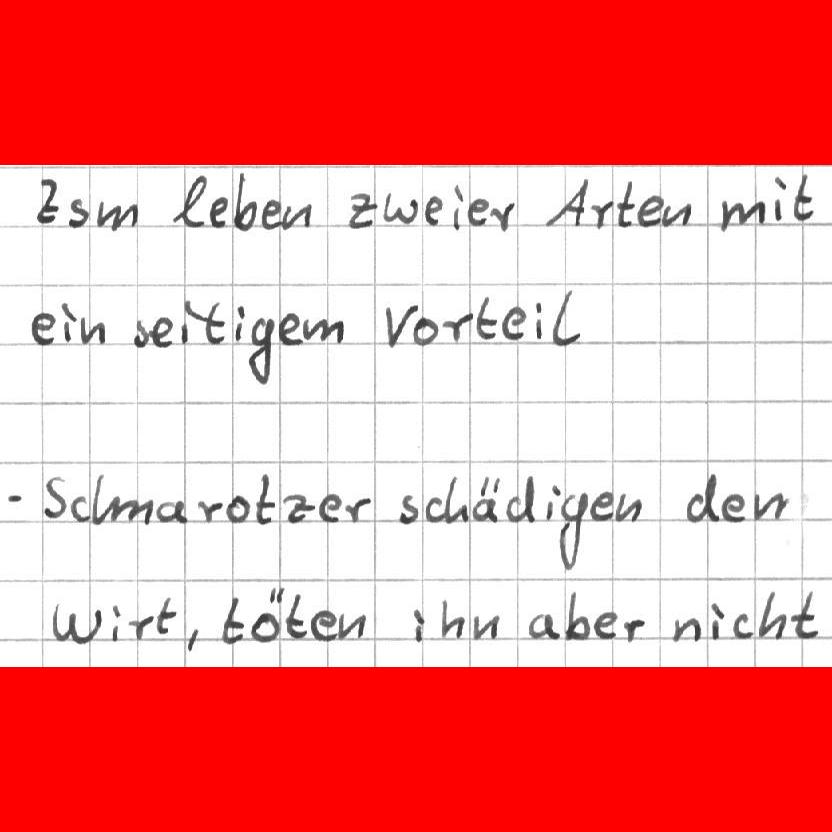 Zsm leben zweier Arten mit
ein seitigem Vorteil
- Schmarotzer schädigen den
Wirt, töten ihn aber nicht